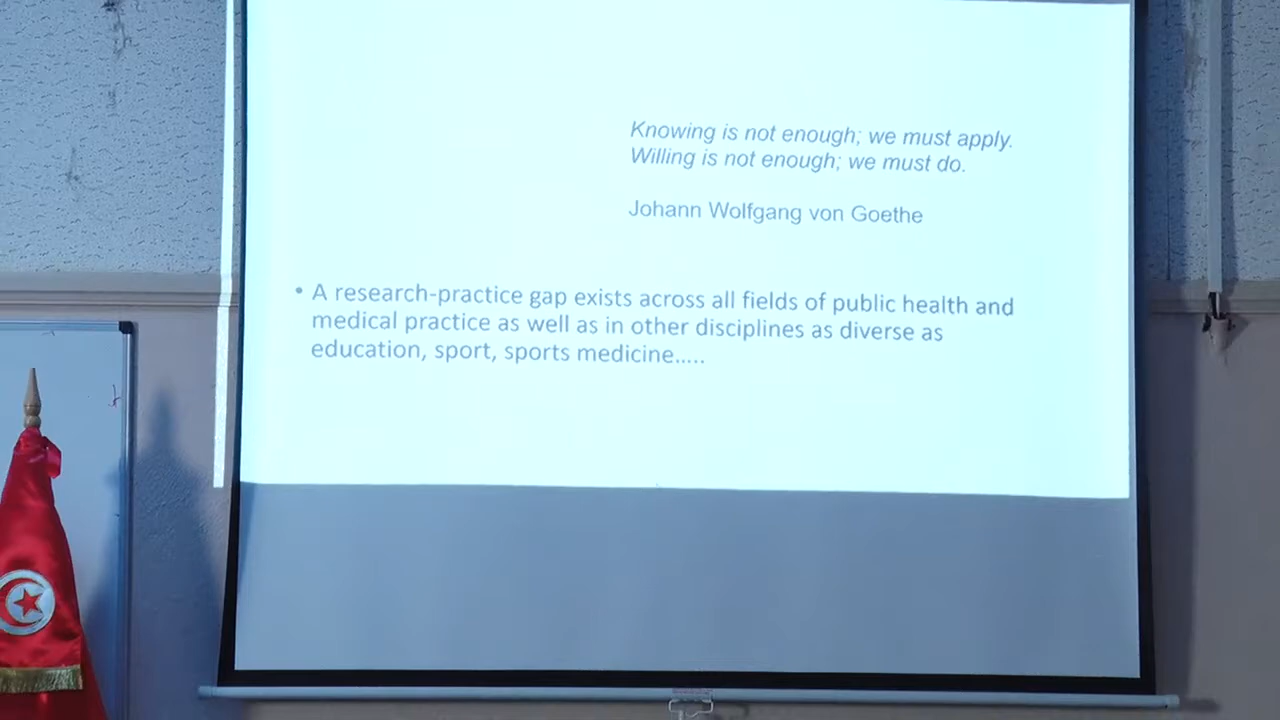 Knowing is not enough; we must apply.
Willing is not enough; we must do.
Johann Wolfgang von Goethe
• A research-practice gap exists across all fields of public health and
medical practice as well as in other disciplines as diverse as
education, sport, sports medicine.....